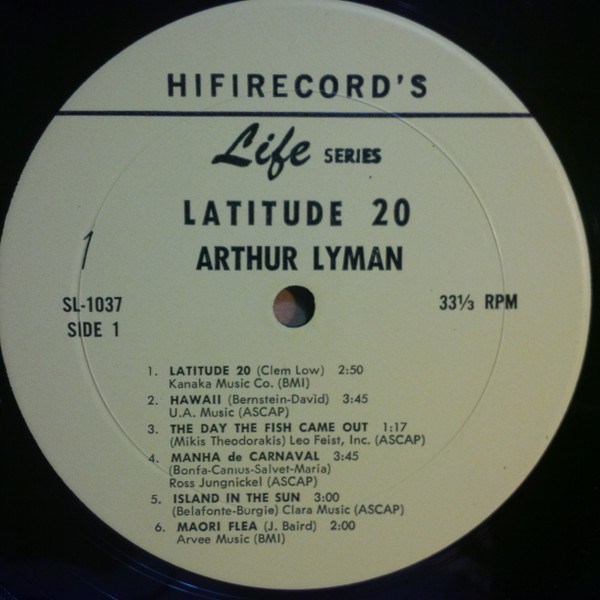 HIFIRECORD'S
Life SERIES
LATITUDE 20
ARTHUR LYMAN
1
SL-1037
SIDE 1
33⅓ RPM
1. LATITUDE 20 (Clem Low) 2:50
Kanaka Music Co. (BMI)
2. HAWAII (Bernstein-David) 3:45
U.A. Music (ASCAP)
3. THE DAY THE FISH CAME OUT 1:17
(Mikis Theodorakis) Leo Feist, Inc. (ASCAP)
4. MANHA de CARNAVAL 3:45
(Bonfa-Camus-Salvet-Maria)
Ross Jungnickel (ASCAP)
5. ISLAND IN THE SUN 3:00
(Belafonte-Burgie) Clara Music (ASCAP)
6. MAORI FLEA (J. Baird) 2:00
Arvee Music (BMI)